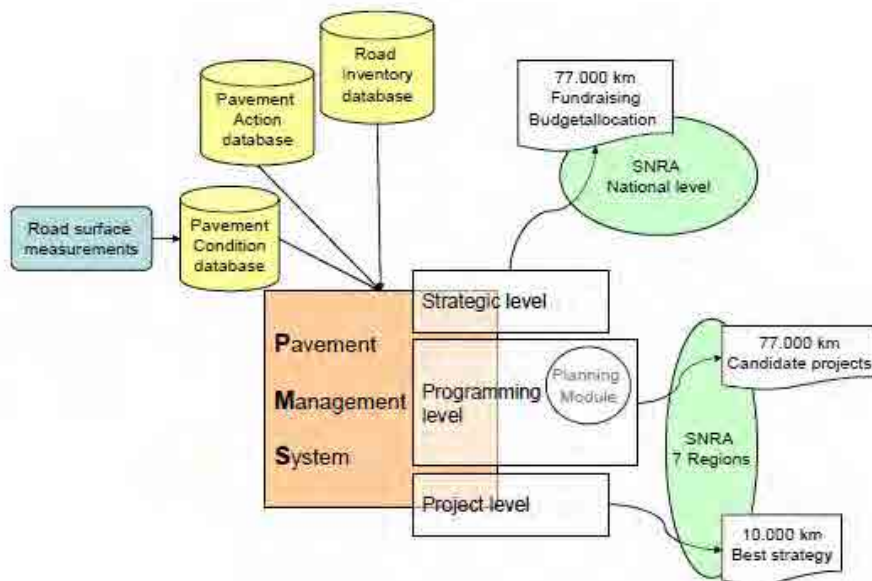 Road
Inventory
database
Pavement
Action
database
77.000 km
Fundraising
Budgetallocation
SNRA
National level
Road surface
measurements
Pavement
Condition
database
Strategic level
Pavement
Management
System
Programming
level
Planning
Module
77.000 km
Candidate projects
SNRA
7 Regions
Project level
10.000 km
Best strategy